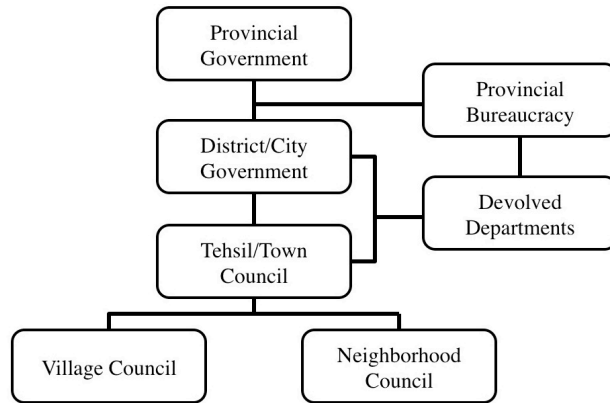 Provincial
Government
Provincial
Bureaucracy
District/City
Government
Devolved
Departments
Tehsil/Town
Council
Village Council
Neighborhood
Council